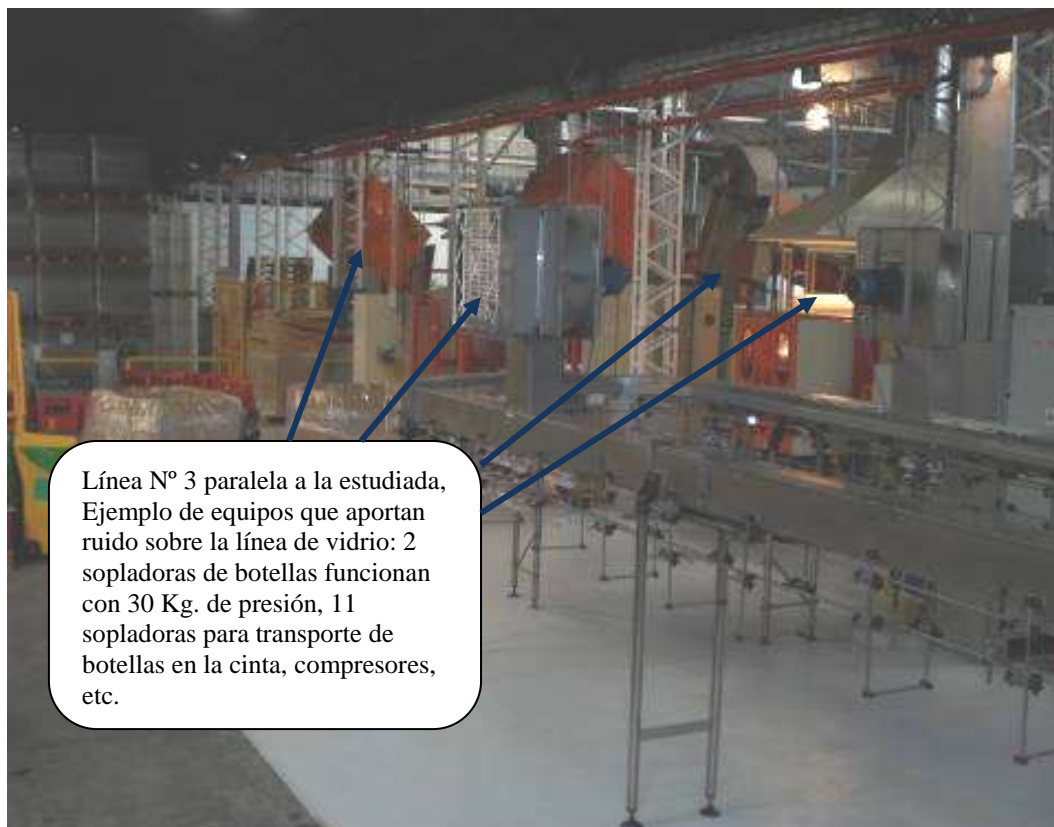 Línea Nº 3 paralela a la estudiada,
Ejemplo de equipos que aportan
ruido sobre la línea de vidrio: 2
sopladoras de botellas funcionan
con 30 Kg. de presión, 11
sopladoras para transporte de
botellas en la cinta, compresores,
etc.